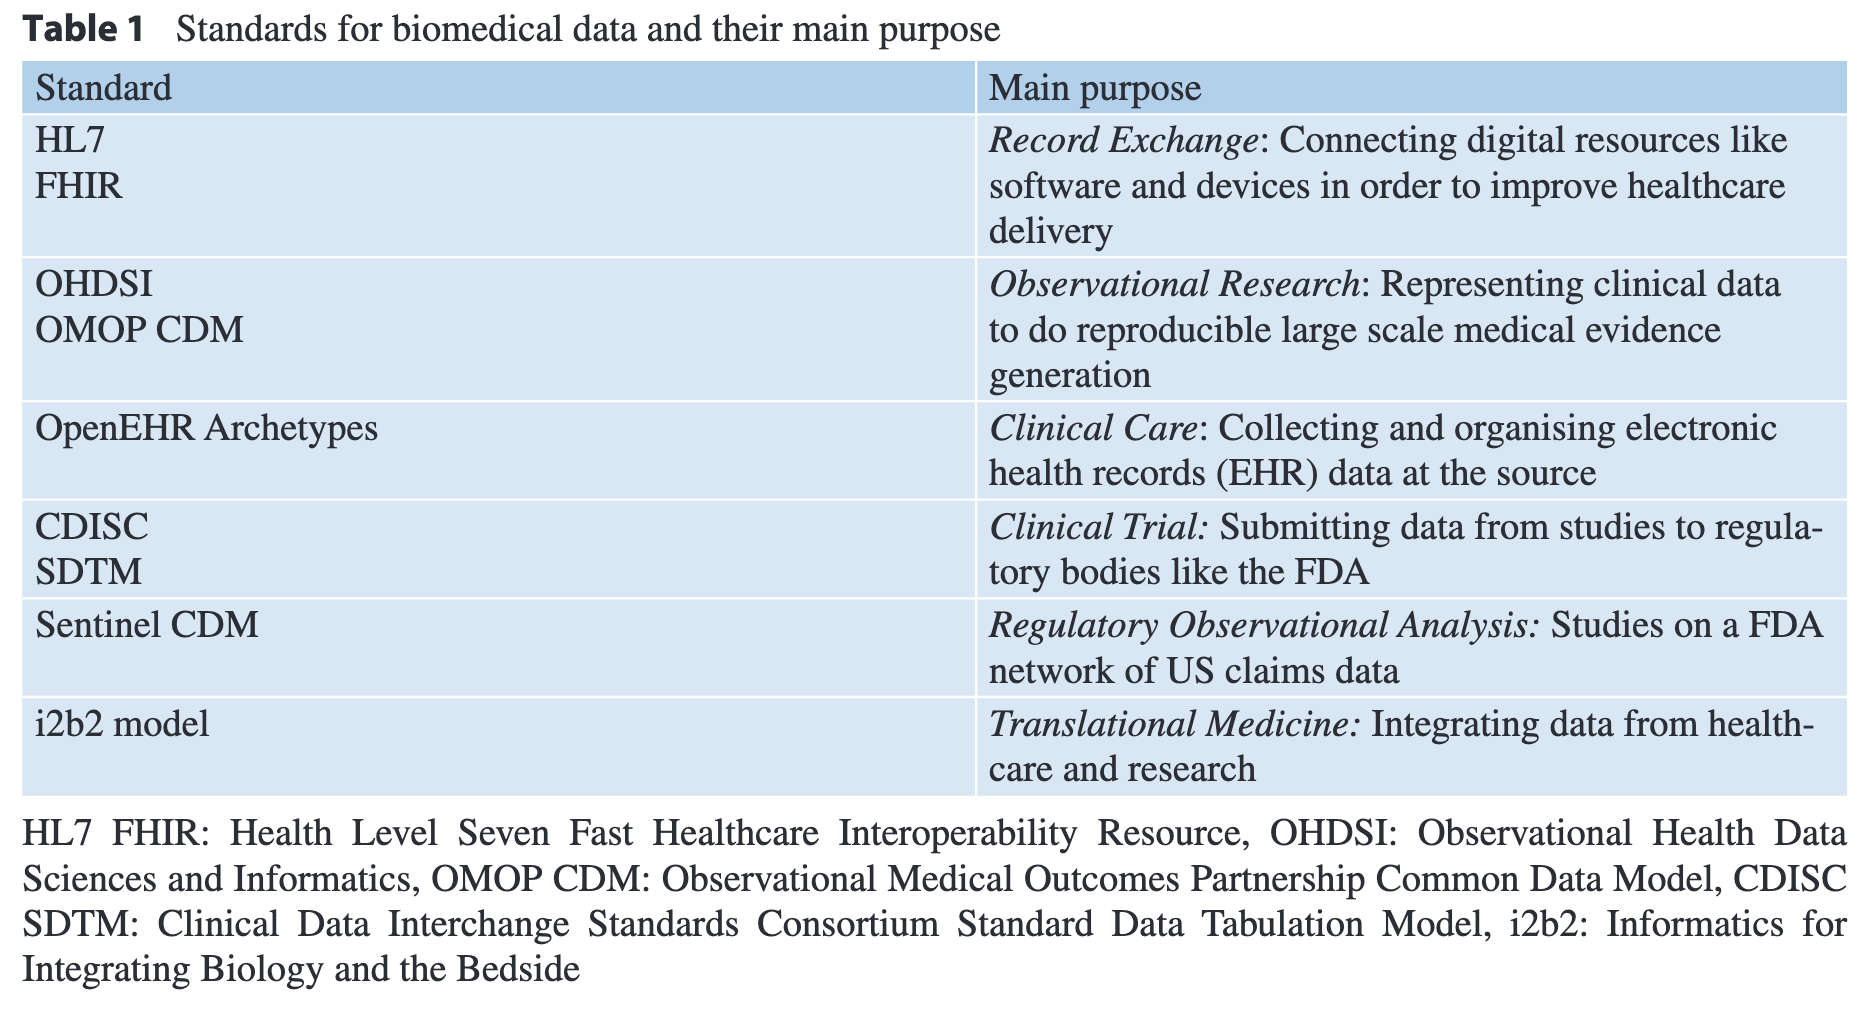 Table 1 Standards for biomedical data and their main purpose
Standard
Main purpose
HL7
FHIR
Record Exchange: Connecting digital resources like
software and devices in order to improve healthcare
delivery
OHDSI
OMOP CDM
Observational Research: Representing clinical data
to do reproducible large scale medical evidence
generation
OpenEHR Archetypes
Clinical Care: Collecting and organising electronic
health records (EHR) data at the source
CDISC
SDTM
Clinical Trial: Submitting data from studies to regula-
tory bodies like the FDA
Sentinel CDM
Regulatory Observational Analysis: Studies on a FDA
network of US claims data
i2b2 model
Translational Medicine: Integrating data from health-
care and research
HL7 FHIR: Health Level Seven Fast Healthcare Interoperability Resource, OHDSI: Observational Health Data
Sciences and Informatics, OMOP CDM: Observational Medical Outcomes Partnership Common Data Model, CDISC
SDTM: Clinical Data Interchange Standards Consortium Standard Data Tabulation Model, i2b2: Informatics for
Integrating Biology and the Bedside